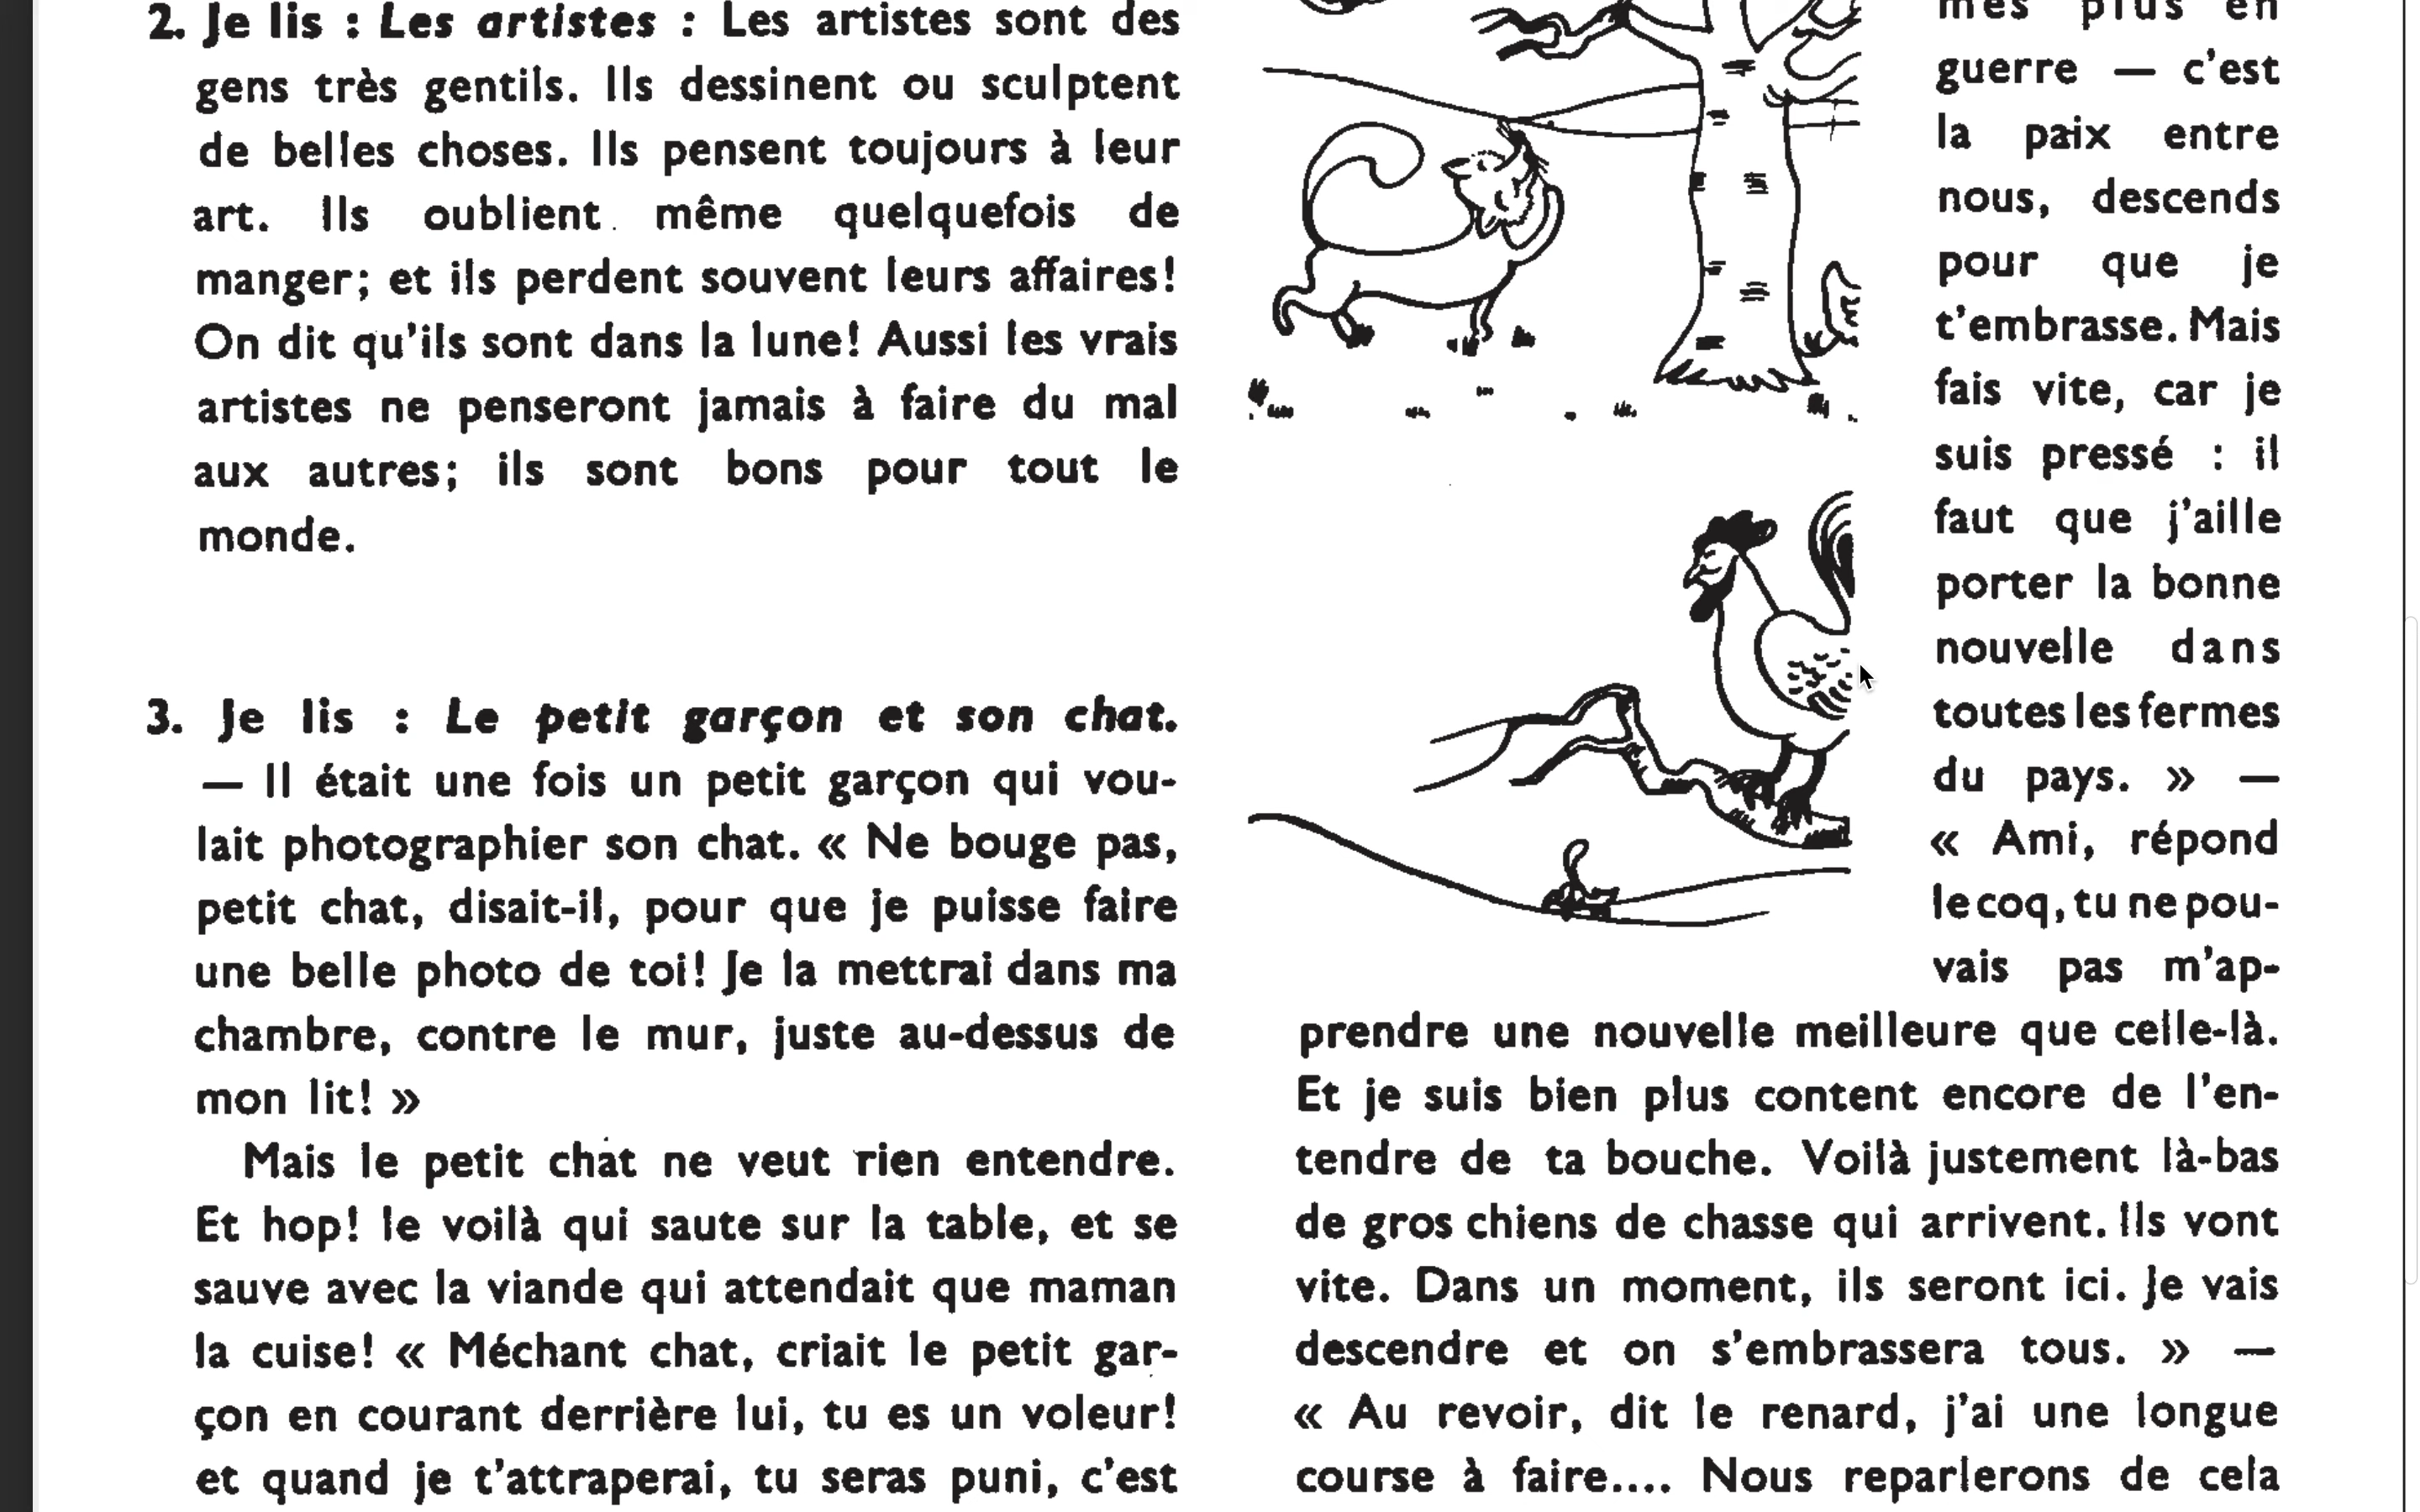 2. Je lis : Les artistes : Les artistes sont des
gens très gentils. Ils dessinent ou sculptent
de belles choses. Ils pensent toujours à leur
art. Ils oublient même quelquefois de
manger; et ils perdent souvent leurs affaires!
On dit qu'ils sont dans la lune! Aussi les vrais
artistes ne penseront jamais à faire du mal
aux autres; ils sont bons pour tout le
monde.
3. Je lis : Le petit garçon et son chat.
— Il était une fois un petit garçon qui vou-
lait photographier son chat. « Ne bouge pas,
petit chat, disait-il, pour que je puisse faire
une belle photo de toi! Je la mettrai dans ma
chambre, contre le mur, juste au-dessus de
mon lit! »
Mais le petit chat ne veut rien entendre.
Et hop! le voilà qui saute sur la table, et se
sauve avec la viande qui attendait que maman
la cuise! « Méchant chat, criait le petit gar-
çon en courant derrière lui, tu es un voleur!
et quand je t'attraperai, tu seras puni, c'est
mes plus en
guerre — c'est
la paix entre
nous, descends
pour que je
t'embrasse. Mais
fais vite, car je
suis pressé : il
faut que j'aille
porter la bonne
nouvelle dans
toutes les fermes
du pays. » —
« Ami, répond
le coq, tu ne pou-
vais pas m'ap-
prendre une nouvelle meilleure que celle-là.
Et je suis bien plus content encore de l'en-
tendre de ta bouche. Voilà justement là-bas
de gros chiens de chasse qui arrivent. Ils vont
vite. Dans un moment, ils seront ici. Je vais
descendre et on s'embrassera tous. » —
« Au revoir, dit le renard, j'ai une longue
course à faire.... Nous reparlerons de cela